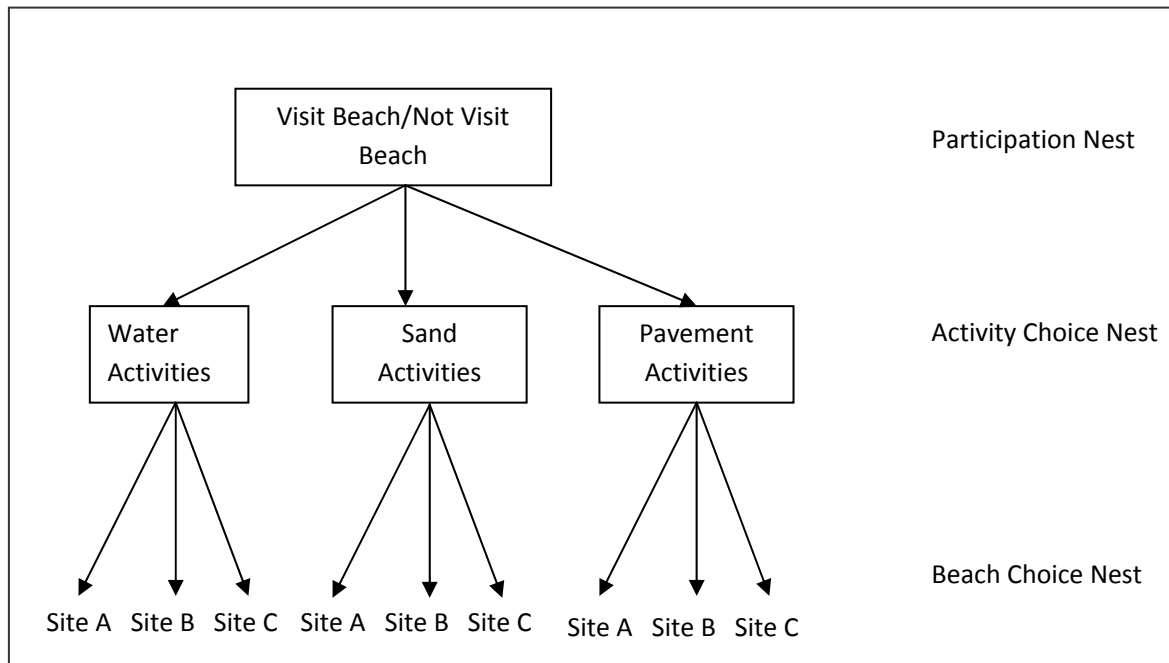 Visit Beach/Not Visit
Beach
Participation Nest
Water
Activities
Sand
Activities
Pavement
Activities
Activity Choice Nest
Beach Choice Nest
Site A Site B Site C Site A Site B Site C Site A Site B Site C